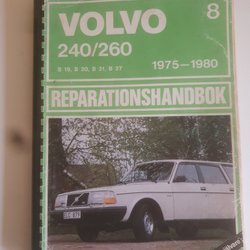 8
VOLVO
240/260
B 19, B 20, B 21, B 27
1975—1980
REPARATIONSHANDBOK